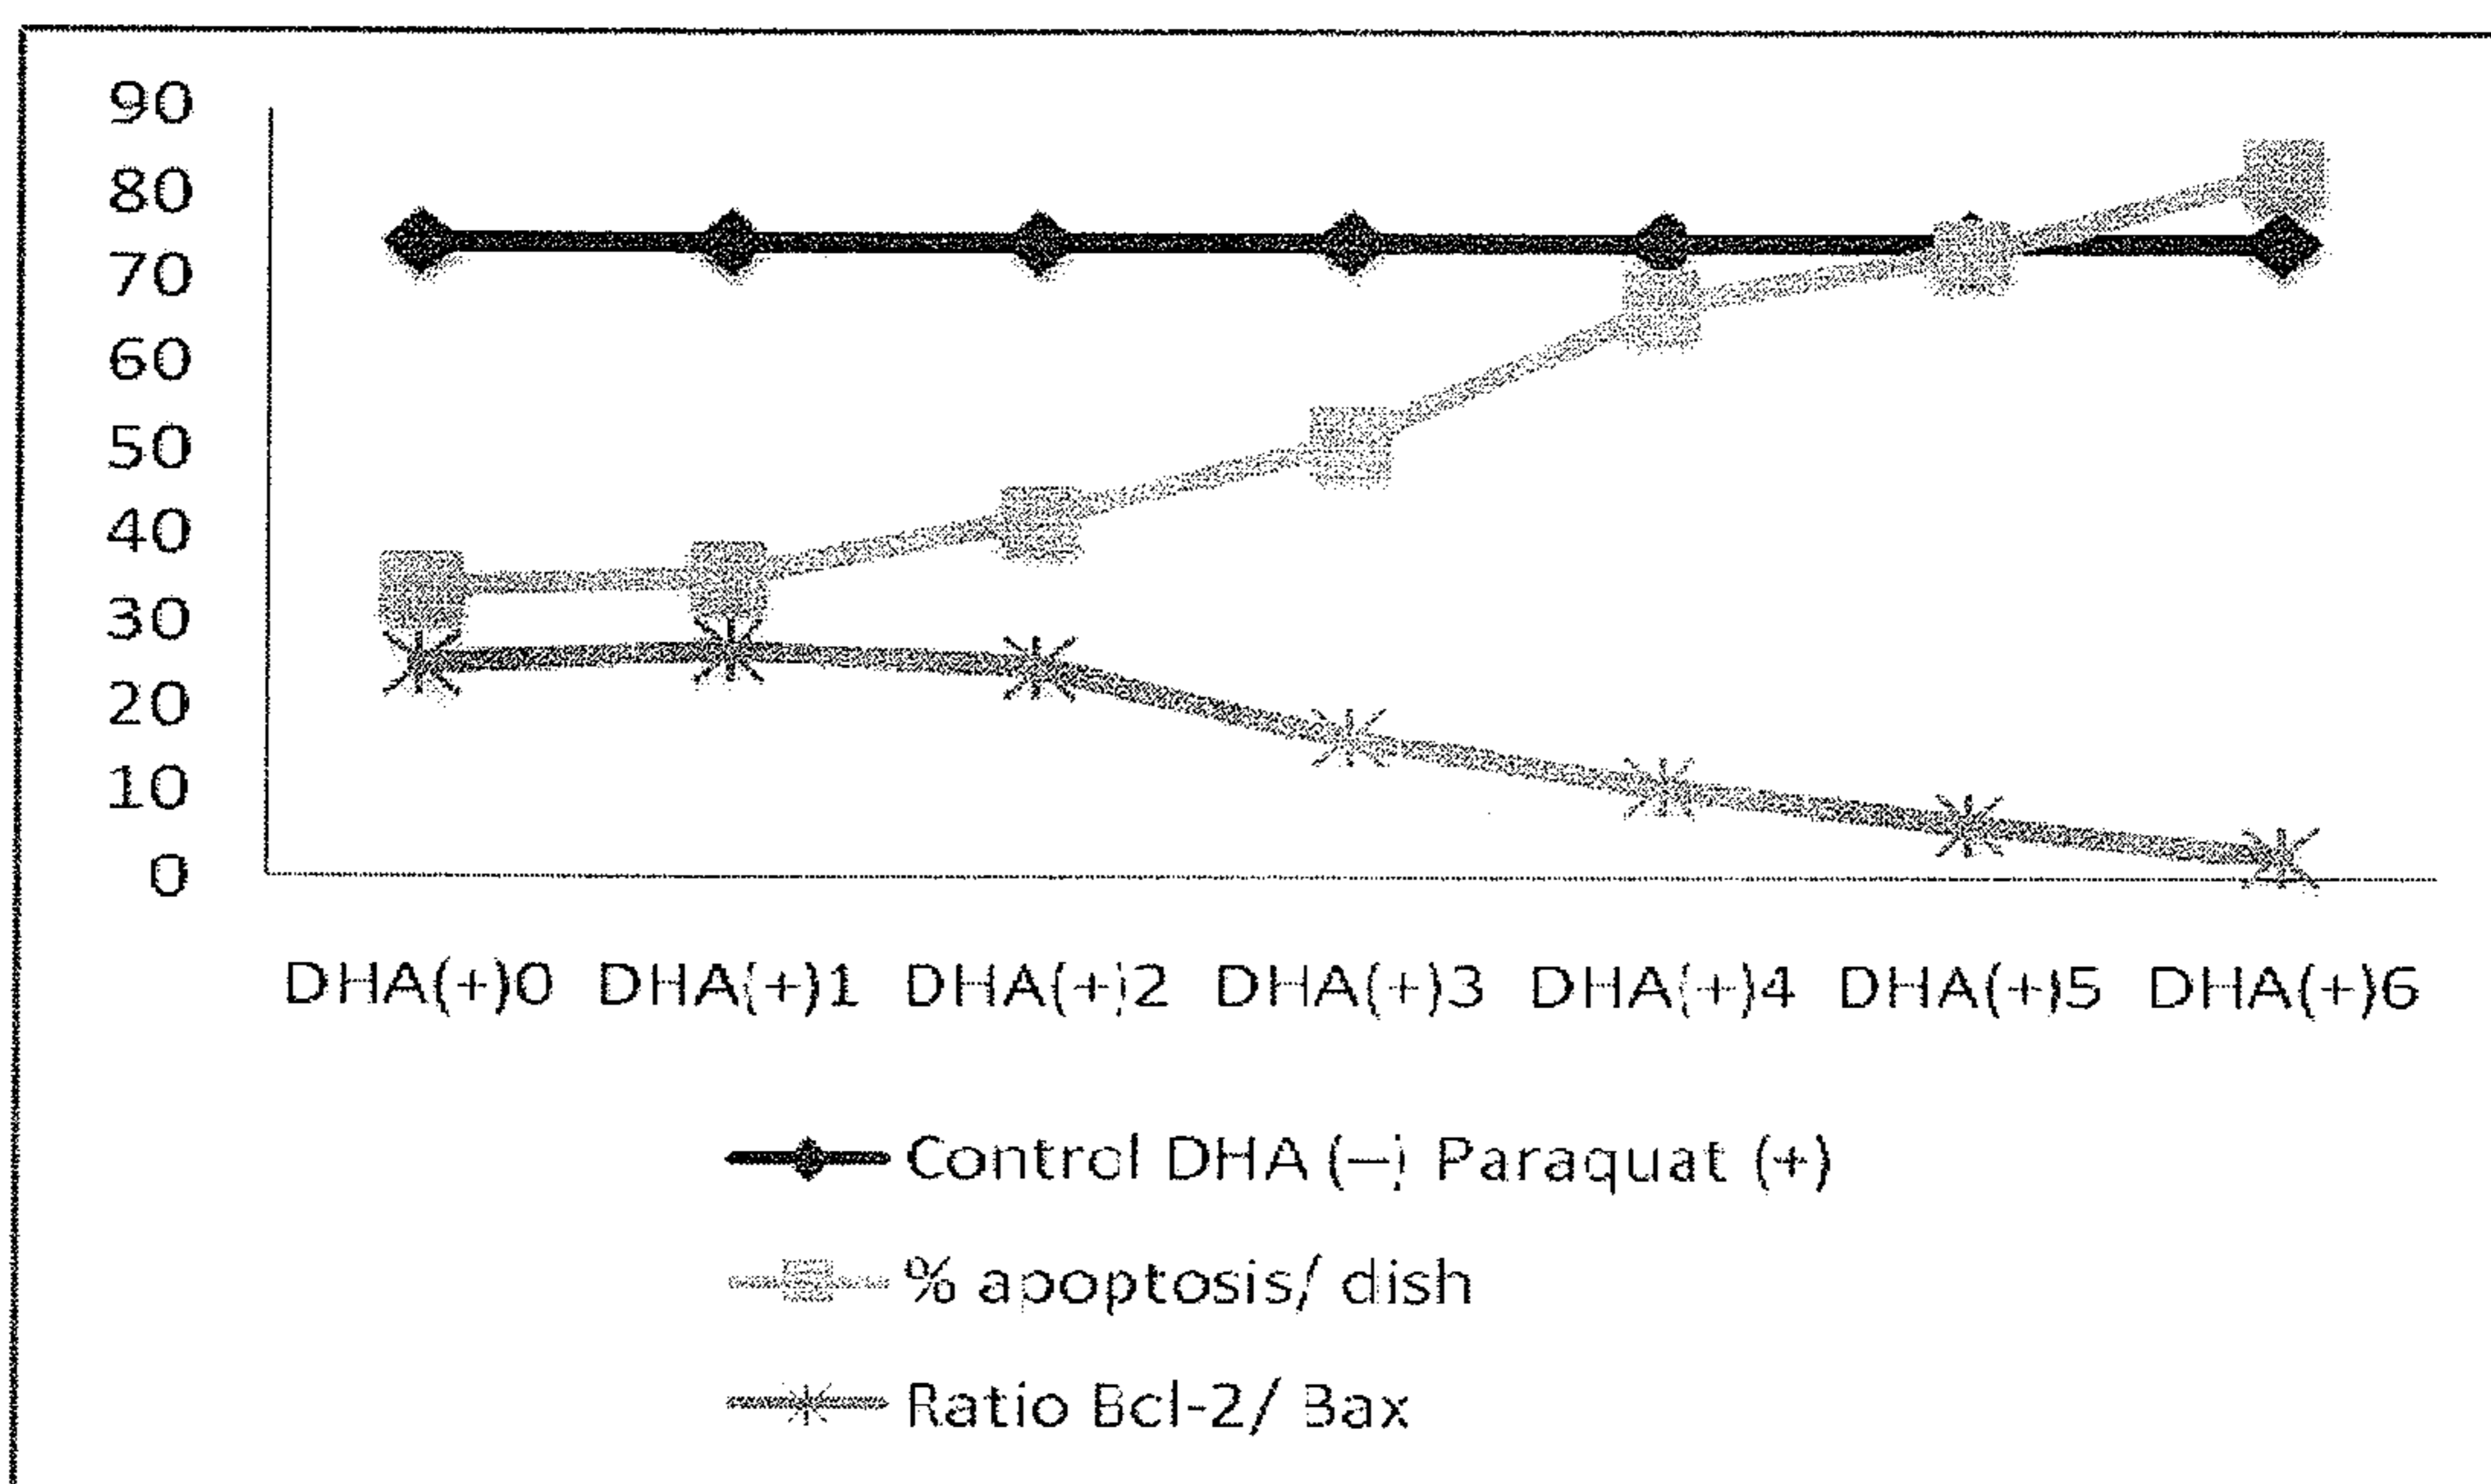 90
80
70
60
50
40
30
20
10
0
DHA(+)0 DHA(+)1 DHA(+)2 DHA(+)3 DHA(+)4 DHA(+)5 DHA(+)6
Control DHA (–) Paraquat (+)
% apoptosis/ dish
Ratio Bcl-2/ Bax